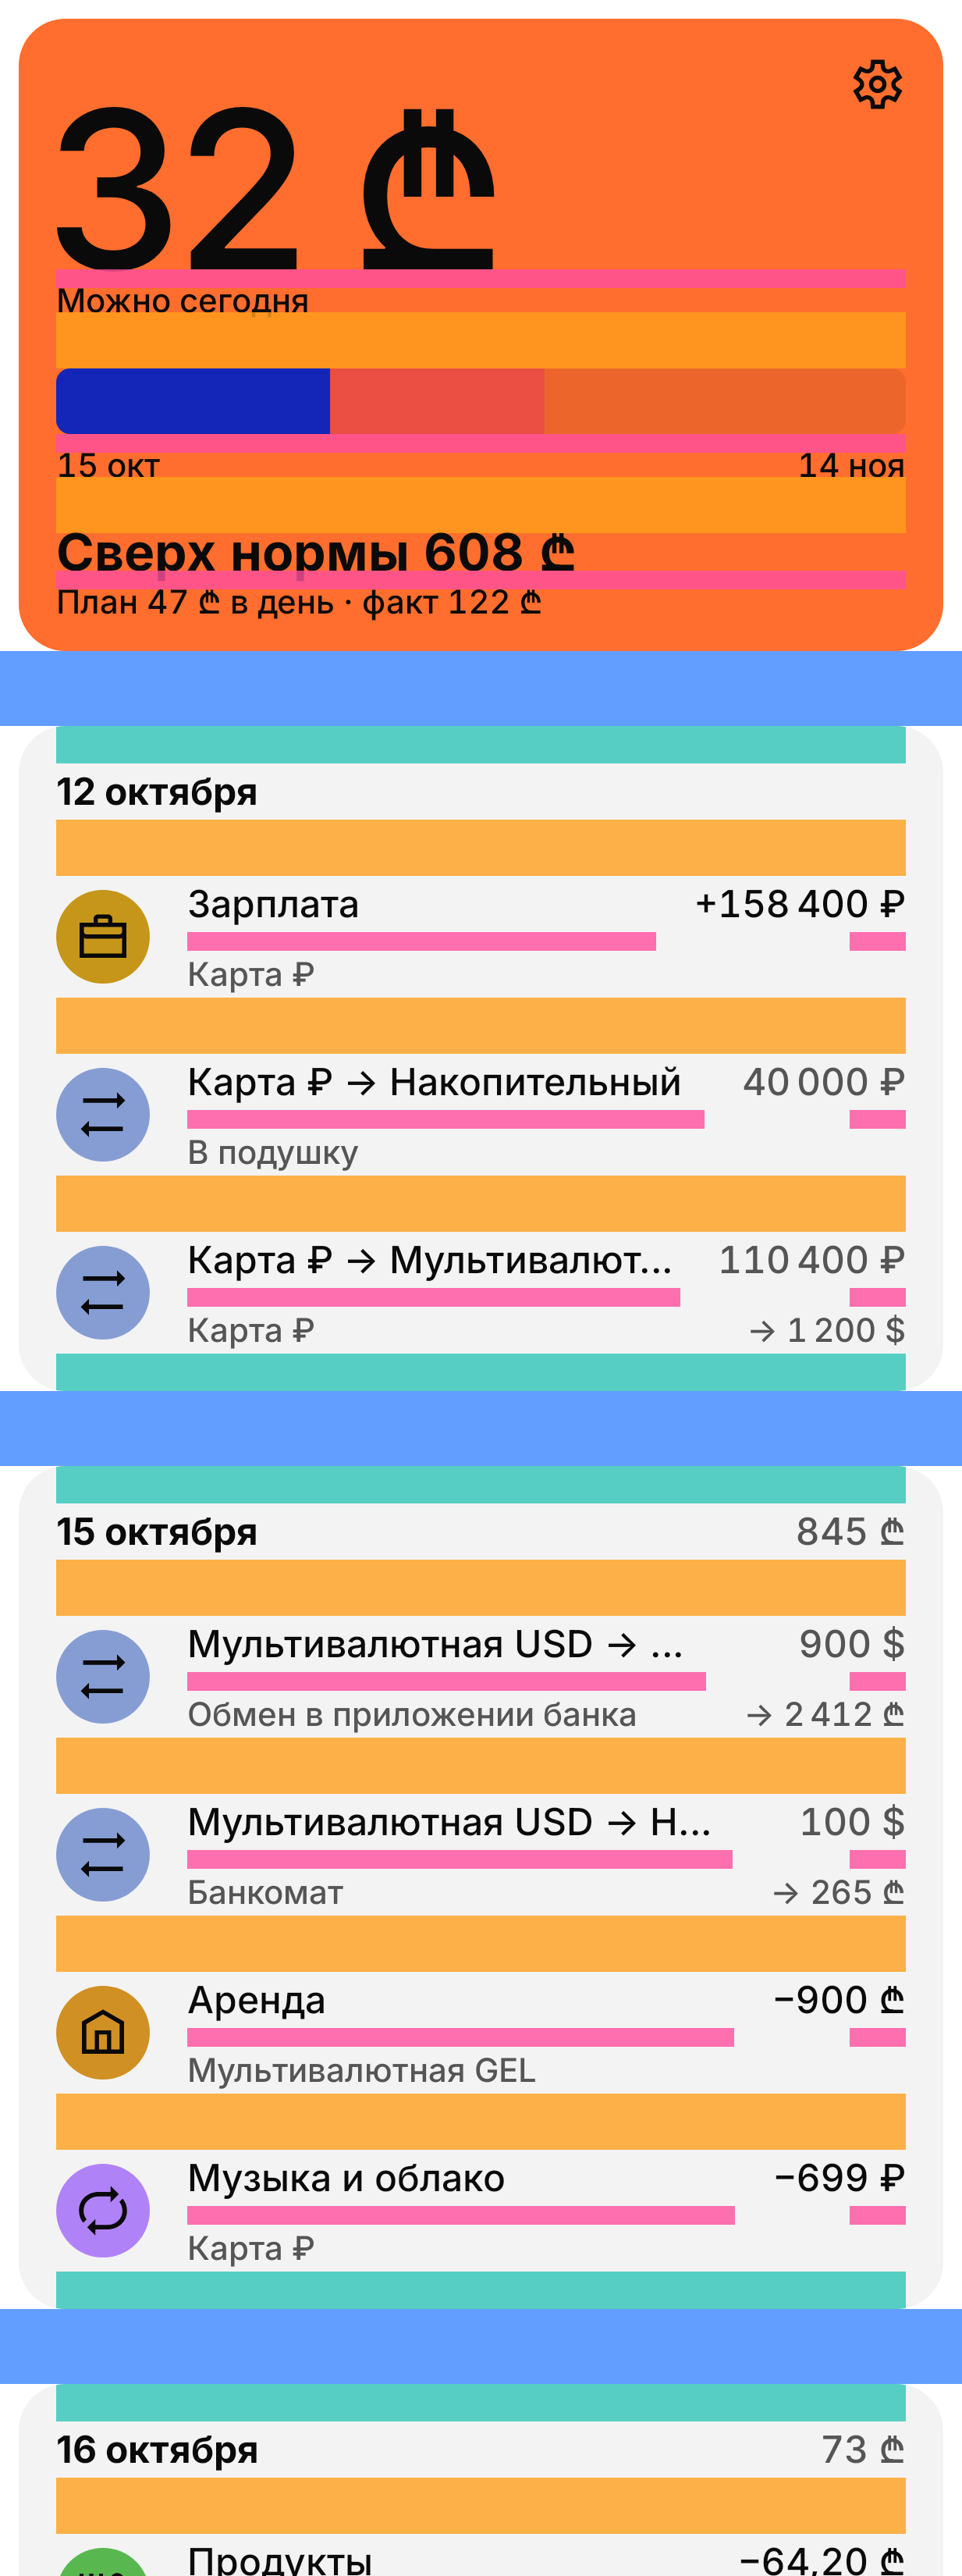 32 ₾
Можно сегодня
15 окт 14 ноя
Сверх нормы 608 ₾
План 47 ₾ в день · факт 122 ₾
12 октября
Зарплата +158 400 ₽
Карта ₽
Карта ₽ → Накопительный 40 000 ₽
В подушку
Карта ₽ → Мультивалют... 110 400 ₽
Карта ₽ → 1 200 $
15 октября 845 ₾
Мультивалютная USD → ... 900 $
Обмен в приложении банка → 2 412 ₾
Мультивалютная USD → Н... 100 $
Банкомат → 265 ₾
Аренда −900 ₾
Мультивалютная GEL
Музыка и облако −699 ₽
Карта ₽
16 октября 73 ₾
Продукты −64,20 ₾